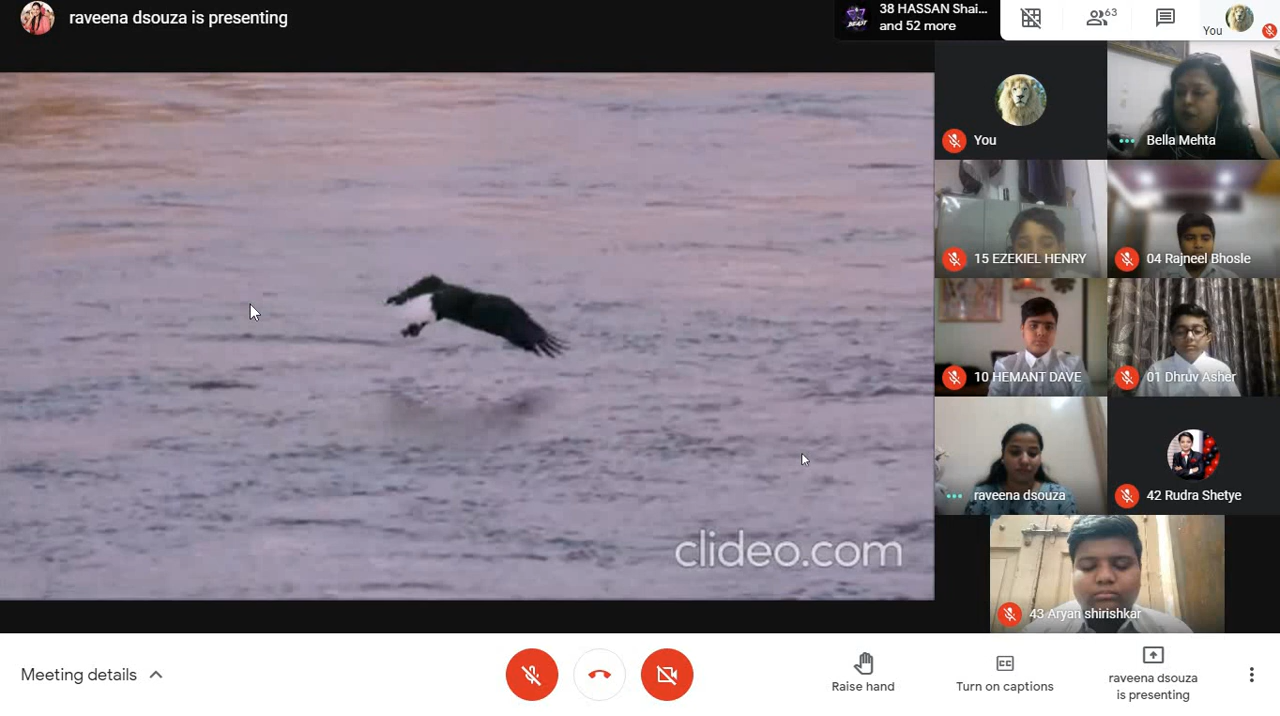 raveena dsouza is presenting
38 HASSAN Shai...
and 52 more
63
You
You
Bella Mehta
15 EZEKIEL HENRY
04 Rajneel Bhosle
10 HEMANT DAVE
01 Dhruv Asher
raveena dsouza
42 Rudra Shetye
43 Aryan shirishkar
clideo.com
Meeting details
Raise hand
CC
Turn on captions
raveena dsouza
is presenting